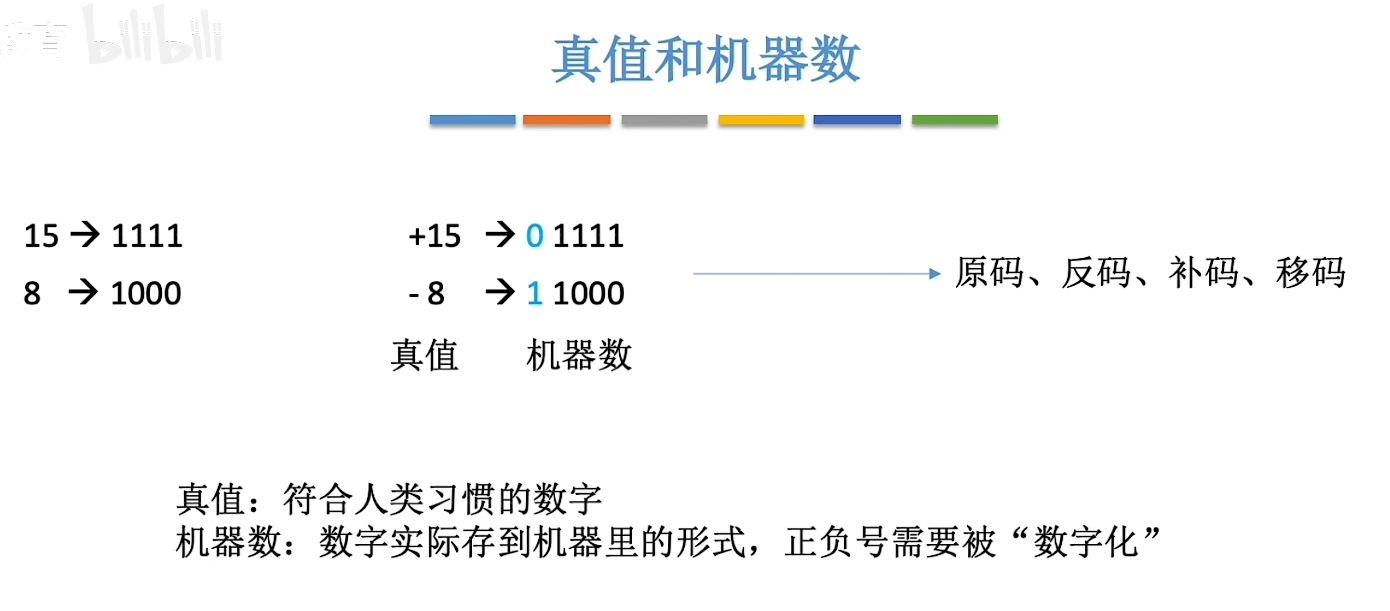 教育 bilibili
真值和机器数
15 → 1111
8 → 1000
+15 → 0 1111
- 8 → 1 1000
真值 机器数
原码、反码、补码、移码
真值：符合人类习惯的数字
机器数：数字实际存到机器里的形式，正负号需要被“数字化”